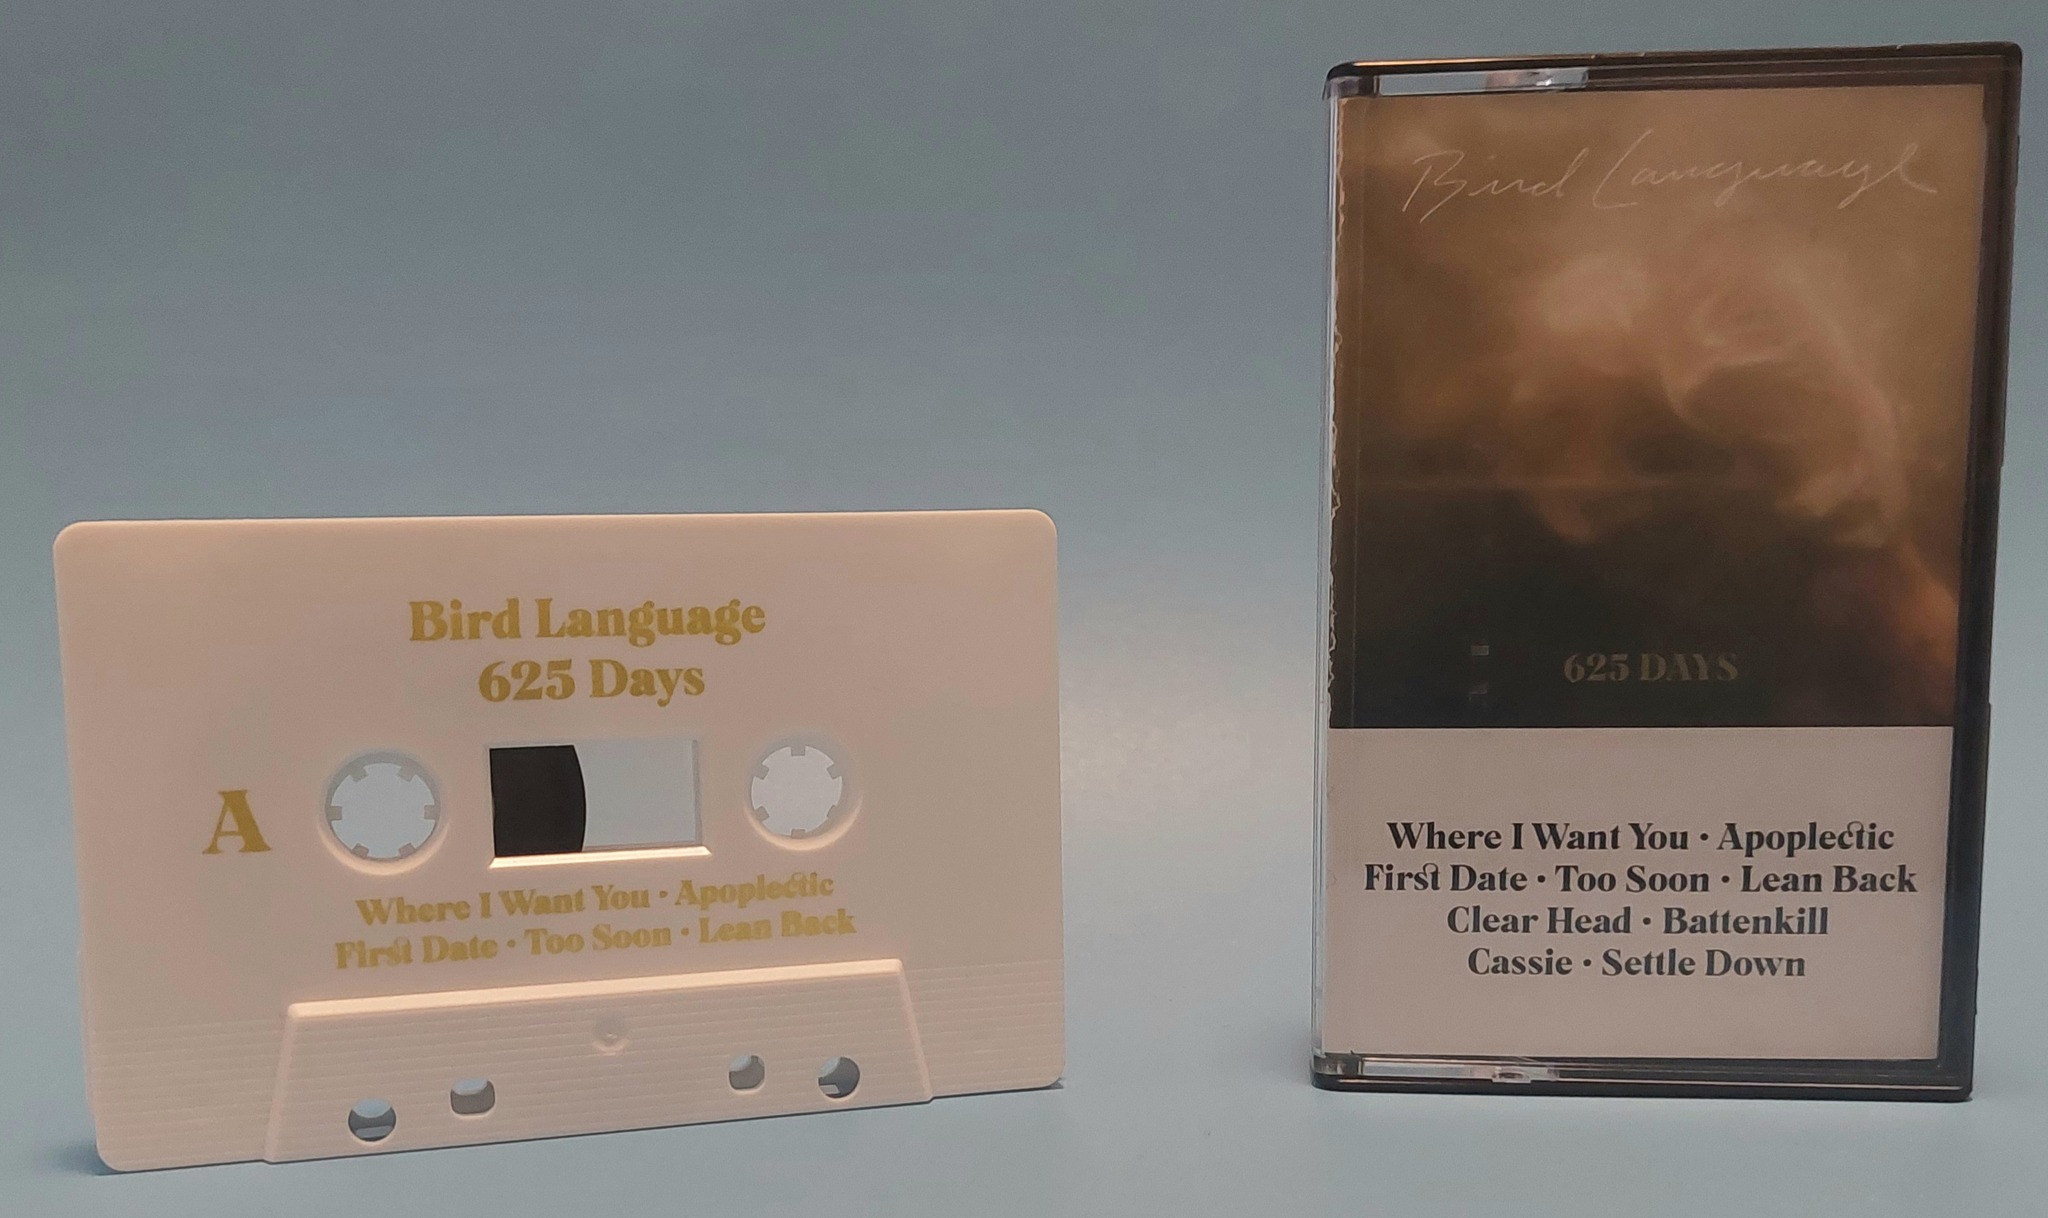 Bird Language
625 Days
A
Where I Want You • Apoplectic
First Date • Too Soon • Lean Back
Bird Language
625 DAYS
Where I Want You • Apoplectic
First Date • Too Soon • Lean Back
Clear Head • Battenkill
Cassie • Settle Down